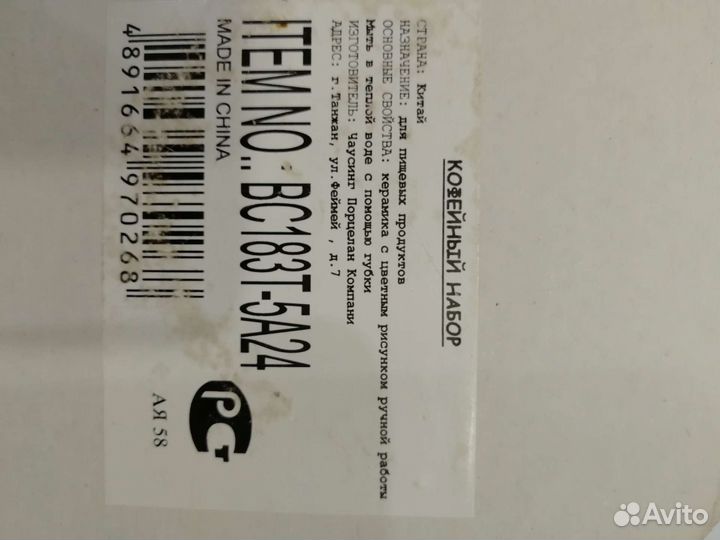 КОФЕЙНЫЙ НАБОР
СТРАНА: Китай
НАЗНАЧЕНИЕ: для пищевых продуктов
ОСНОВНЫЕ СВОЙСТВА: керамика с цветным рисунком ручной работы
Мыть в теплой воде с помощью губки
ИЗГОТОВИТЕЛЬ: Чаусинг Порцелан Компани
АДРЕС: г.Танжан, ул.Феймей , д.7
ITEM NO.: BC183T-5A24
MADE IN CHINA
4891664970268
РСТ
АЯ 58
Avito